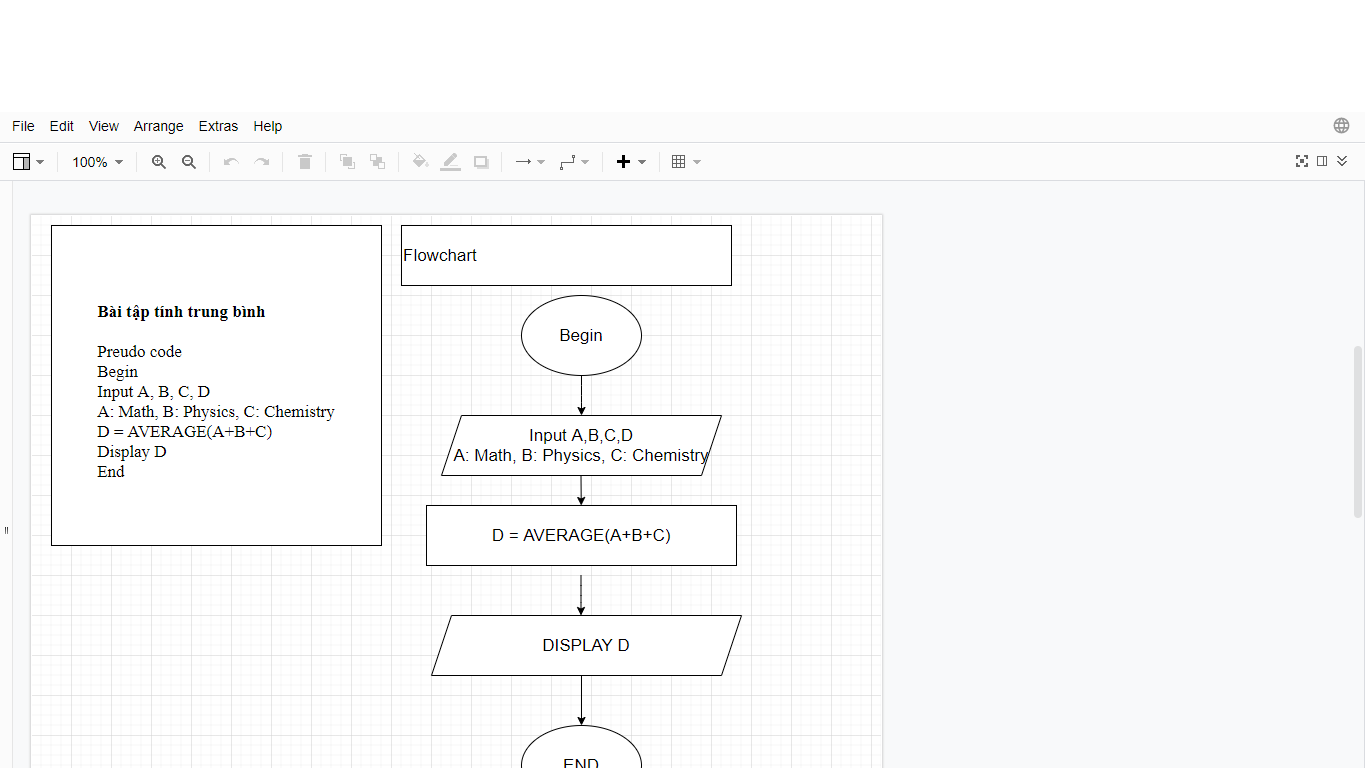 File Edit View Arrange Extras Help
100%
Bài tập tính trung bình
Preudo code
Begin
Input A, B, C, D
A: Math, B: Physics, C: Chemistry
D = AVERAGE(A+B+C)
Display D
End
Flowchart
Begin
Input A,B,C,D
A: Math, B: Physics, C: Chemistry
D = AVERAGE(A+B+C)
DISPLAY D
END